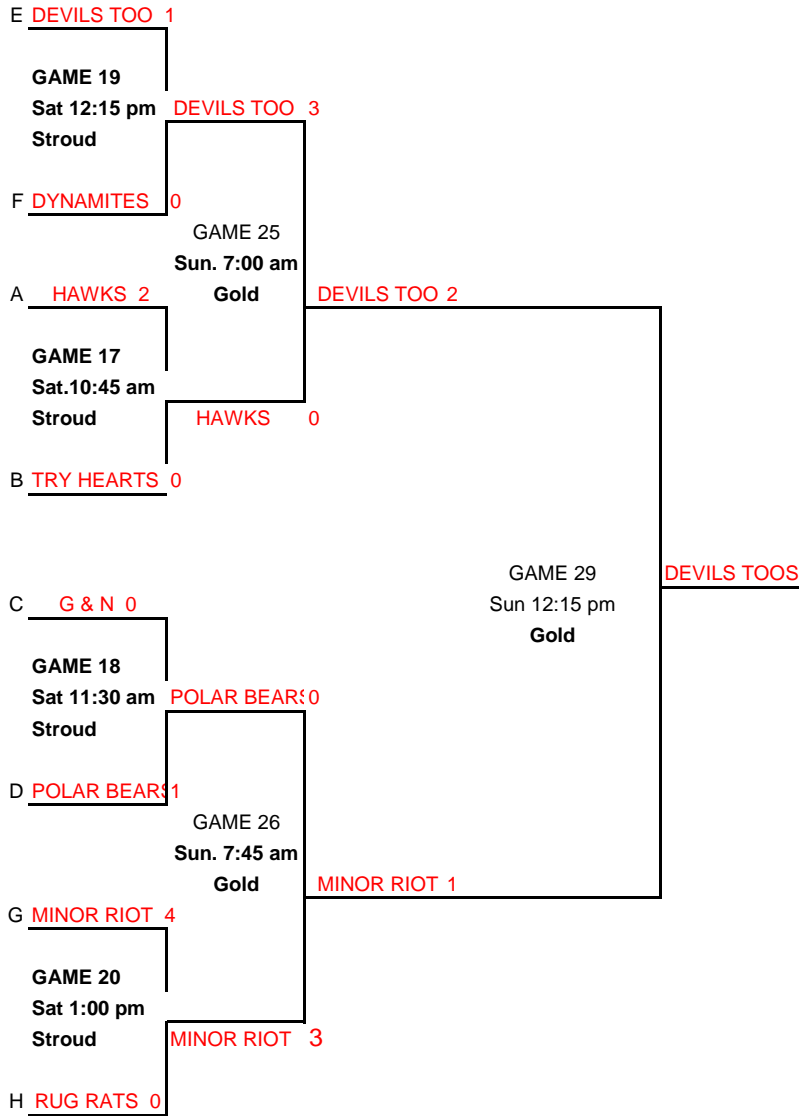 E DEVILS TOO 1
GAME 19
Sat 12:15 pm DEVILS TOO 3
Stroud
F DYNAMITES 0
GAME 25
Sun. 7:00 am
A HAWKS 2 Gold DEVILS TOO 2
GAME 17
Sat.10:45 am
Stroud HAWKS 0
B TRY HEARTS 0
GAME 29 DEVILS TOOS
C G & N 0 Sun 12:15 pm
Gold
GAME 18
Sat 11:30 am POLAR BEARS 0
Stroud
D POLAR BEARS 1
GAME 26
Sun. 7:45 am
Gold MINOR RIOT 1
G MINOR RIOT 4
GAME 20
Sat 1:00 pm
Stroud MINOR RIOT 3
H RUG RATS 0